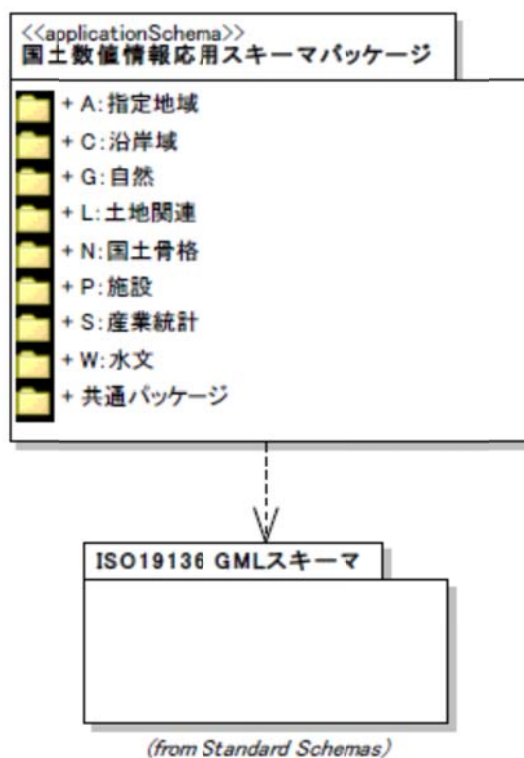 <<applicationSchema>>
国土数値情報応用スキーマパッケージ
+ A:指定地域
+ C:沿岸域
+ G:自然
+ L:土地関連
+ N:国土骨格
+ P:施設
+ S:産業統計
+ W:水文
+ 共通パッケージ
ISO19136 GMLスキーマ
(from Standard Schemas)